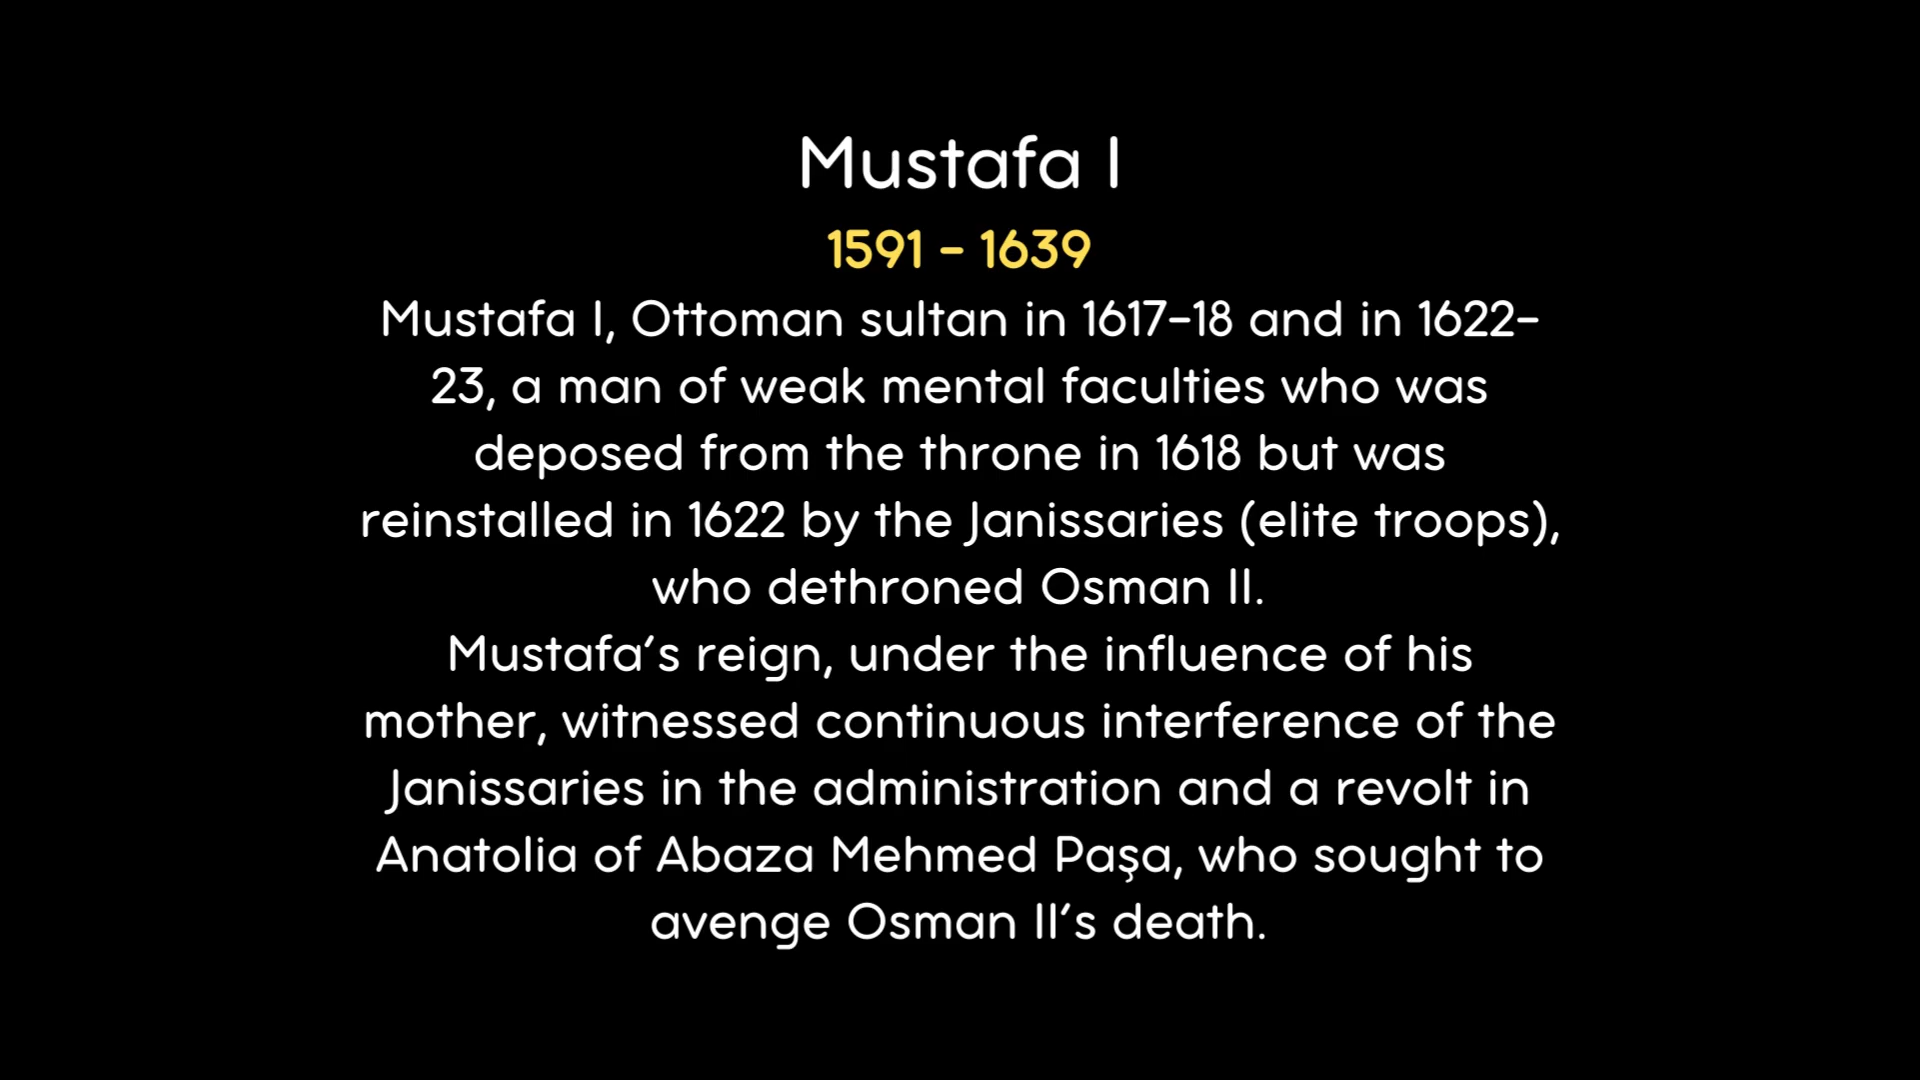 Mustafa I
1591 - 1639
Mustafa I, Ottoman sultan in 1617-18 and in 1622-
23, a man of weak mental faculties who was
deposed from the throne in 1618 but was
reinstalled in 1622 by the Janissaries (elite troops),
who dethroned Osman II.
Mustafa’s reign, under the influence of his
mother, witnessed continuous interference of the
Janissaries in the administration and a revolt in
Anatolia of Abaza Mehmed Paşa, who sought to
avenge Osman II’s death.